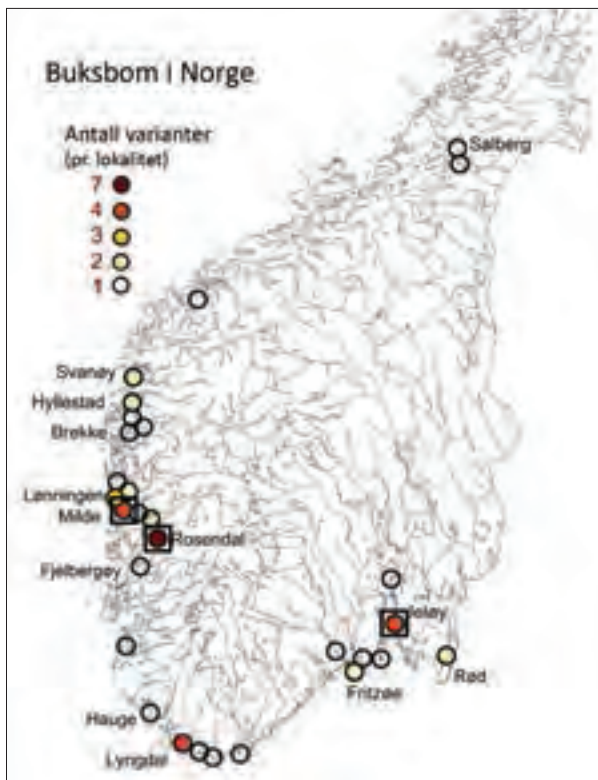 Buksbom i Norge
Antall varianter
(pr. lokalitet)
7
4
3
2
1
Salberg
Svanøy
Hyllestad
Brekke
Lønningen
Milde
Rosendal
Fjelbergøy
Rød
Fritzøe
Hauge
Lyngdal